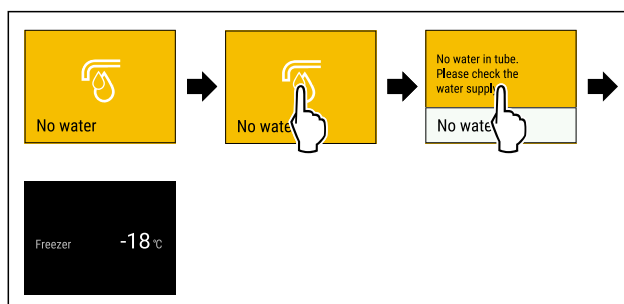 No water
No wate
No water in tube.
Please check the
water supply
No wate
Freezer -18 °C